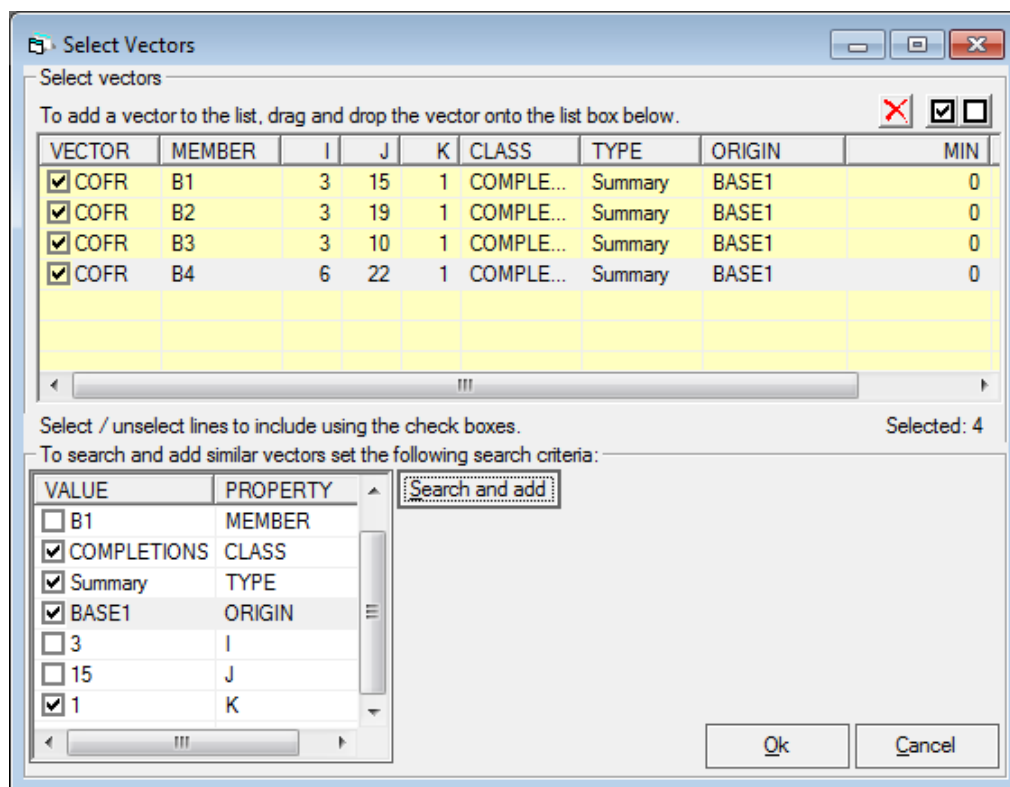 Select Vectors
Select vectors
To add a vector to the list, drag and drop the vector onto the list box below.
VECTOR MEMBER I J K CLASS TYPE ORIGIN MIN
COFR B1 3 15 1 COMPLE... Summary BASE1 0
COFR B2 3 19 1 COMPLE... Summary BASE1 0
COFR B3 3 10 1 COMPLE... Summary BASE1 0
COFR B4 6 22 1 COMPLE... Summary BASE1 0
Select / unselect lines to include using the check boxes. Selected: 4
To search and add similar vectors set the following search criteria:
VALUE PROPERTY Search and add
B1 MEMBER
COMPLETIONS CLASS
Summary TYPE
BASE1 ORIGIN
3 I
15 J
1 K
Ok Cancel